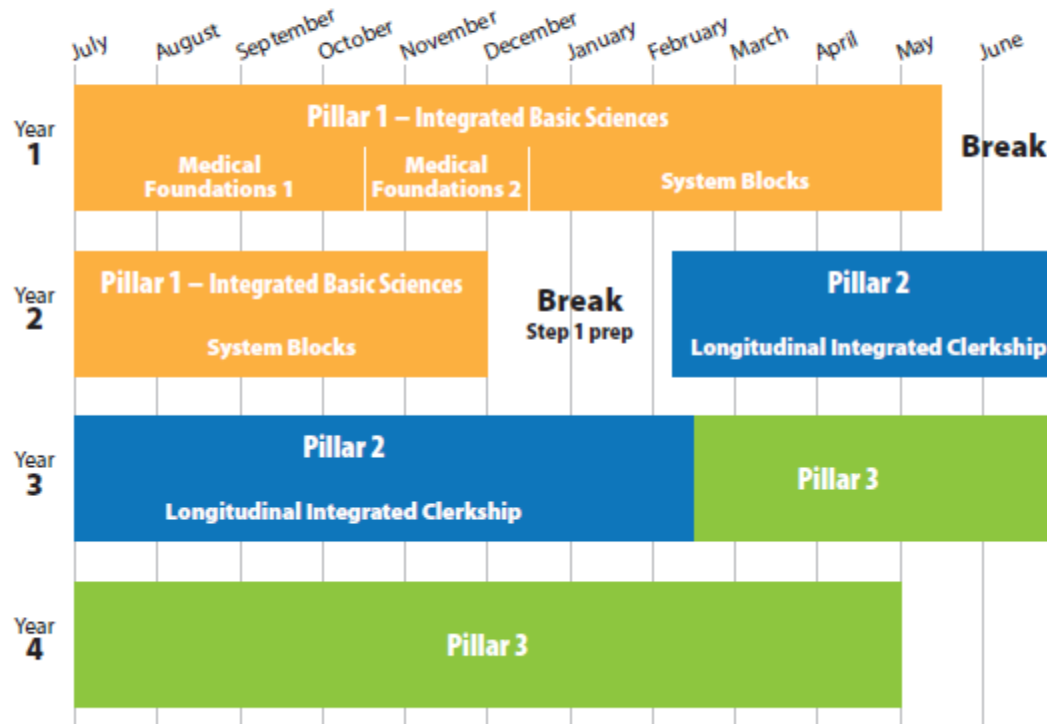 July August September October November December January February March April May June
Year
1
Pillar 1 – Integrated Basic Sciences
Medical
Foundations 1
Medical
Foundations 2
System Blocks
Break
Year
2
Pillar 1 – Integrated Basic Sciences
System Blocks
Break
Step 1 prep
Pillar 2
Longitudinal Integrated Clerkship
Year
3
Pillar 2
Longitudinal Integrated Clerkship
Pillar 3
Year
4
Pillar 3